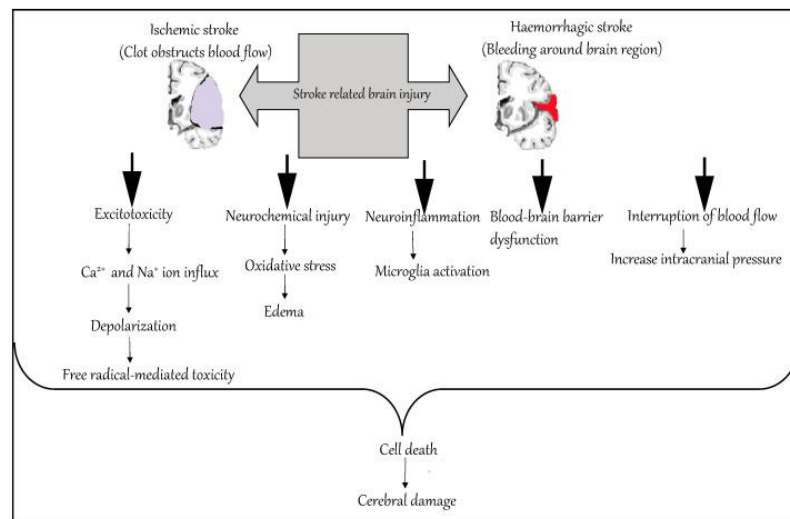 Ischemic stroke
(Clot obstructs blood flow)
Haemorrhagic stroke
(Bleeding around brain region)
Stroke related brain injury
Excitotoxicity
Ca²⁺ and Na⁺ ion influx
Depolarization
Free radical-mediated toxicity
Neurochemical injury
Oxidative stress
Edema
Neuroinflammation
Microglia activation
Blood-brain barrier
dysfunction
Interruption of blood flow
Increase intracranial pressure
Cell death
Cerebral damage